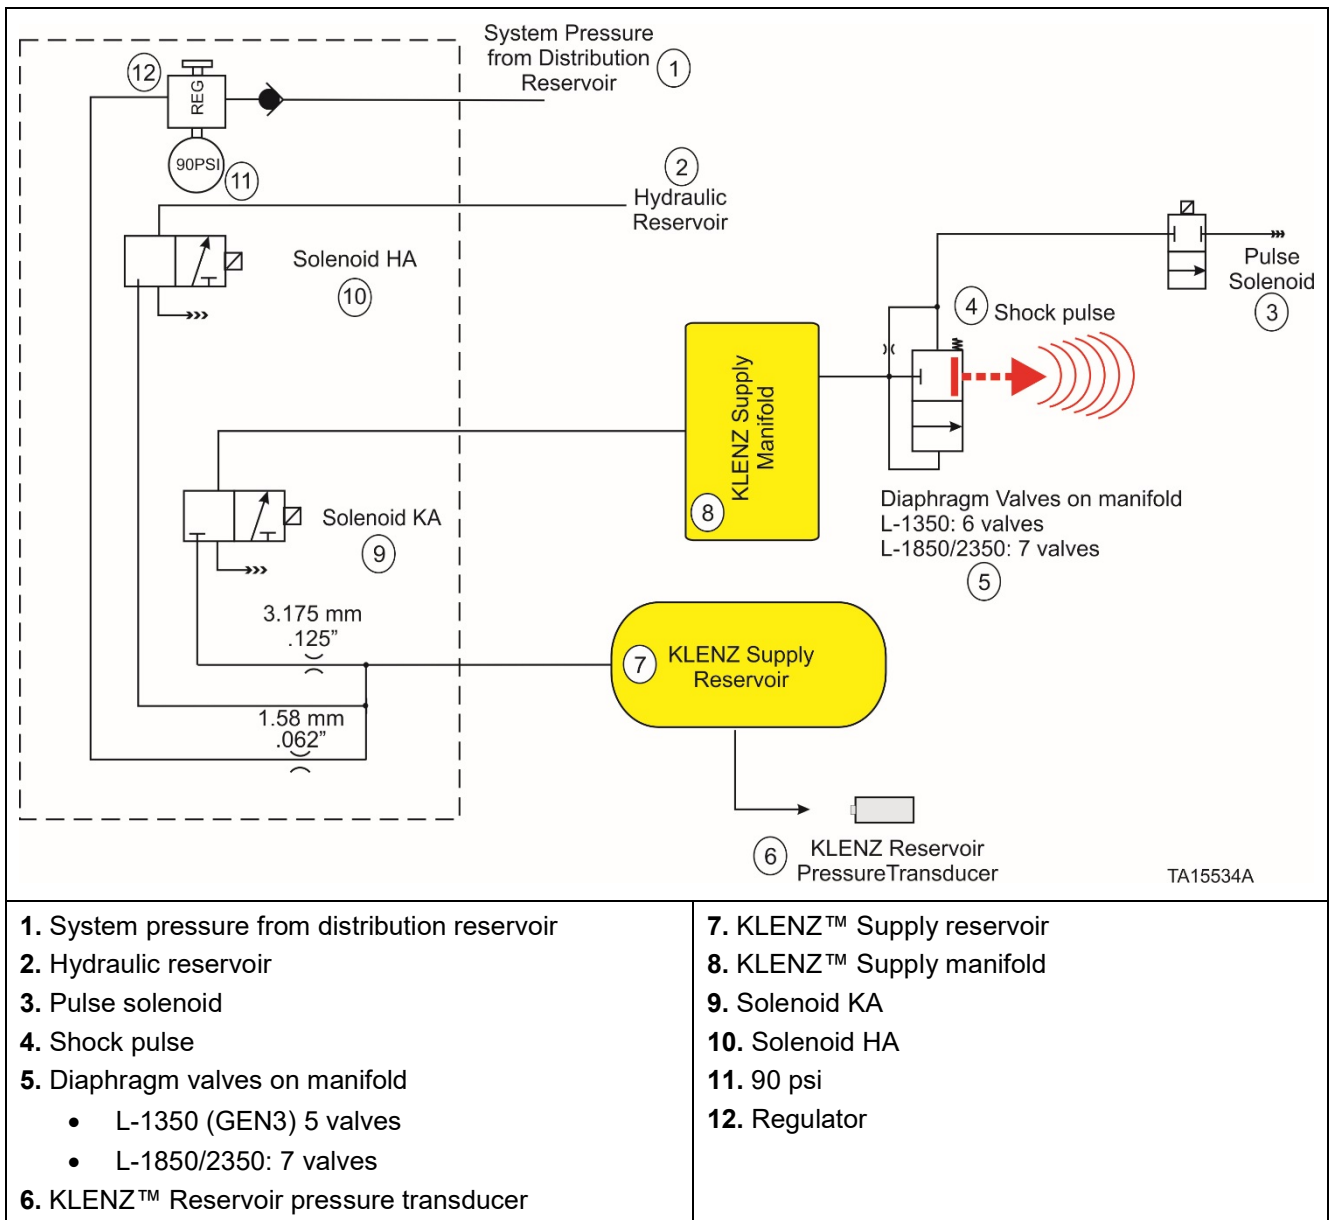 System Pressure
from Distribution
Reservoir
1
12
REG
90PSI
11
2
Hydraulic
Reservoir
Solenoid HA
10
Pulse
Solenoid
3
4 Shock pulse
KLENZ Supply
Manifold
8
Solenoid KA
9
Diaphragm Valves on manifold
L-1350: 6 valves
L-1850/2350: 7 valves
5
3.175 mm
.125”
7
KLENZ Supply
Reservoir
1.58 mm
.062”
6
KLENZ Reservoir
PressureTransducer
TA15534A
1. System pressure from distribution reservoir
2. Hydraulic reservoir
3. Pulse solenoid
4. Shock pulse
5. Diaphragm valves on manifold
• L-1350 (GEN3) 5 valves
• L-1850/2350: 7 valves
6. KLENZ™ Reservoir pressure transducer
7. KLENZ™ Supply reservoir
8. KLENZ™ Supply manifold
9. Solenoid KA
10. Solenoid HA
11. 90 psi
12. Regulator